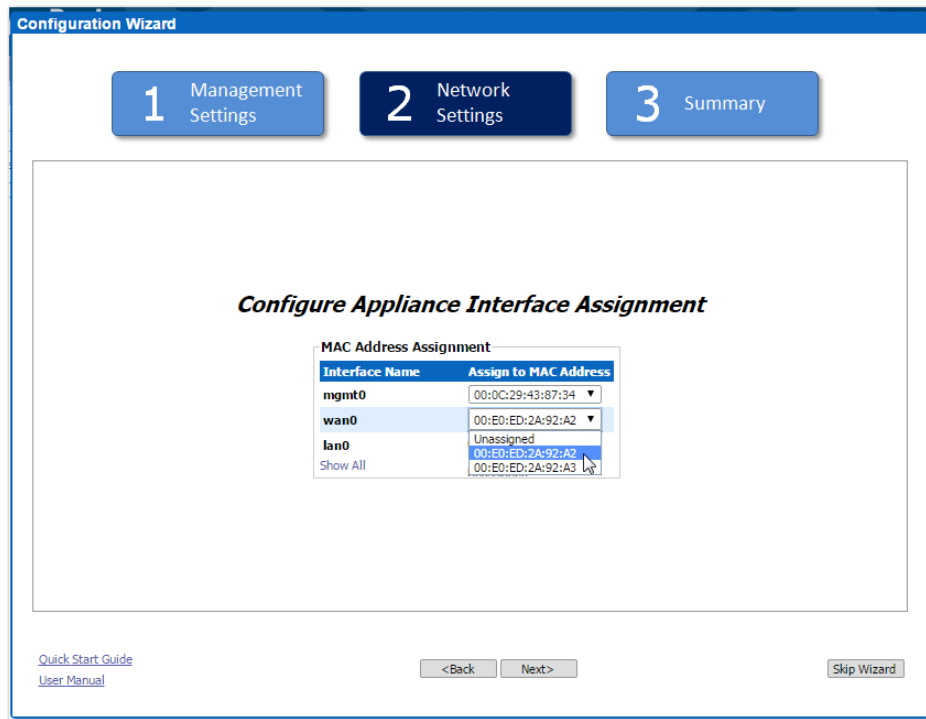 Configuration Wizard
1 Management Settings
2 Network Settings
3 Summary
Configure Appliance Interface Assignment
MAC Address Assignment
Interface Name Assign to MAC Address
mgmt0 00:0C:29:43:87:34
wan0 00:E0:ED:2A:92:A2
Unassigned
lan0 00:E0:ED:2A:92:A2
Show All 00:E0:ED:2A:92:A3
Quick Start Guide
User Manual
<Back Next> Skip Wizard